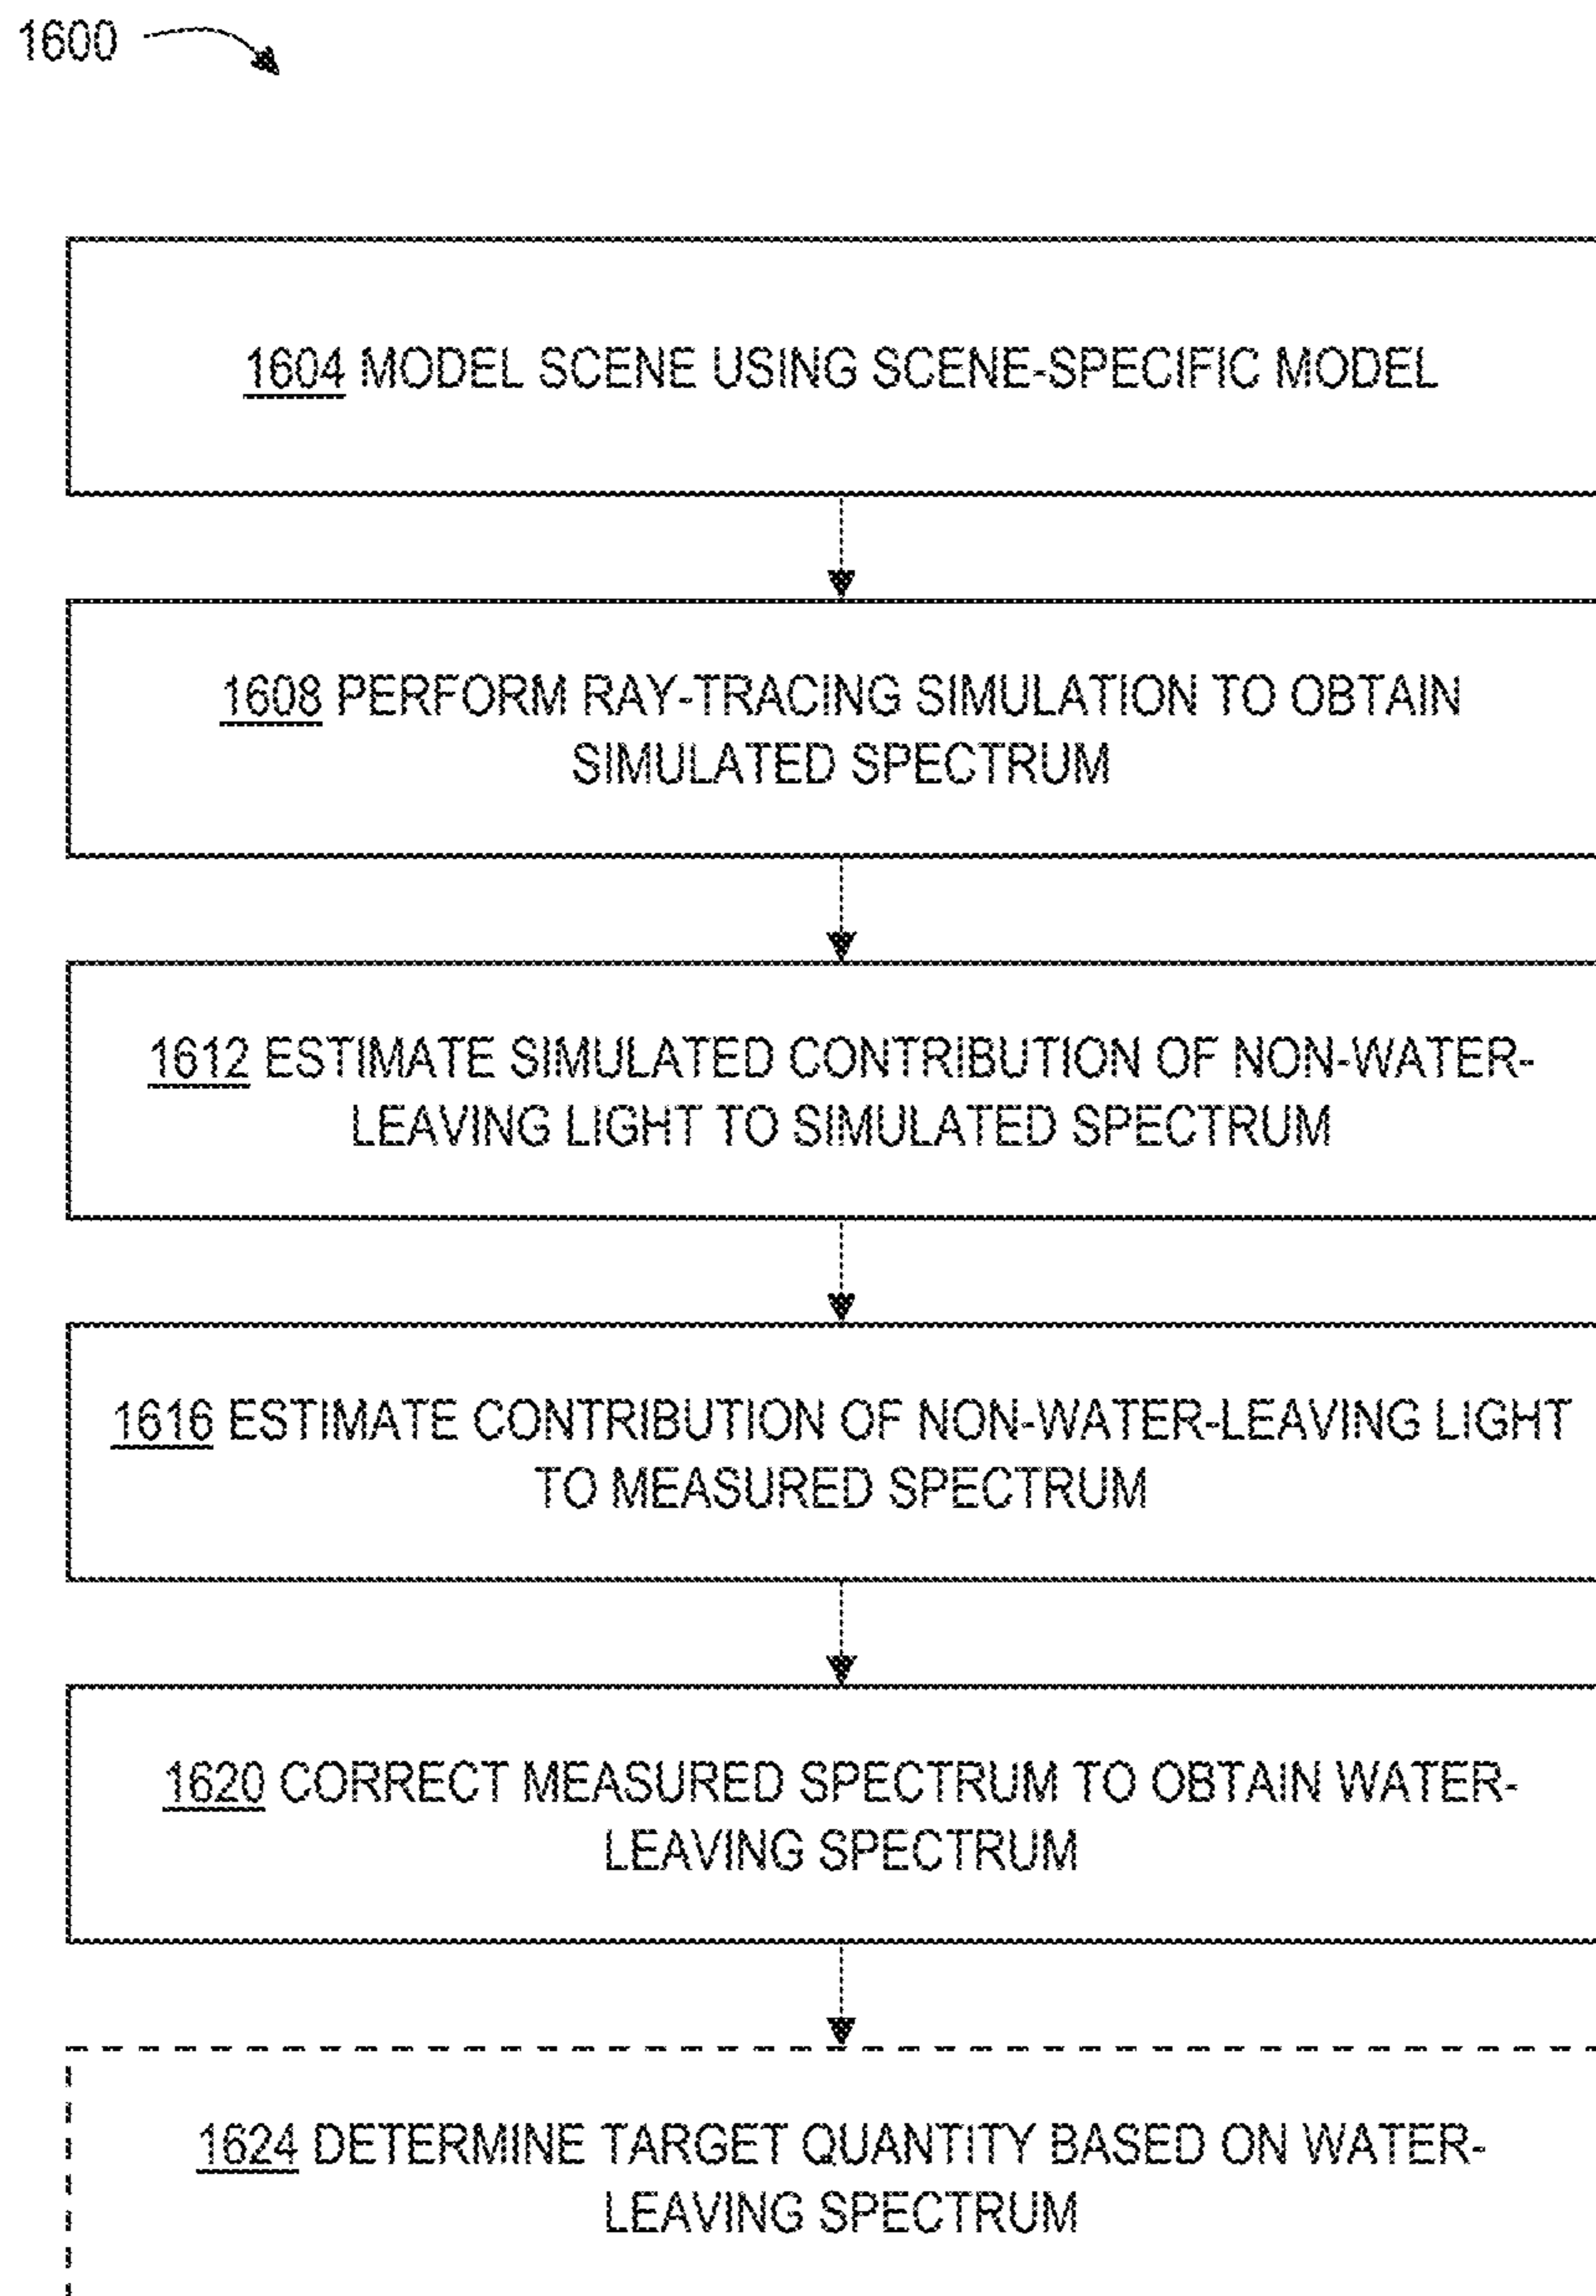 1600
1604 MODEL SCENE USING SCENE-SPECIFIC MODEL
1608 PERFORM RAY-TRACING SIMULATION TO OBTAIN
SIMULATED SPECTRUM
1612 ESTIMATE SIMULATED CONTRIBUTION OF NON-WATER-
LEAVING LIGHT TO SIMULATED SPECTRUM
1616 ESTIMATE CONTRIBUTION OF NON-WATER-LEAVING LIGHT
TO MEASURED SPECTRUM
1620 CORRECT MEASURED SPECTRUM TO OBTAIN WATER-
LEAVING SPECTRUM
1624 DETERMINE TARGET QUANTITY BASED ON WATER-
LEAVING SPECTRUM